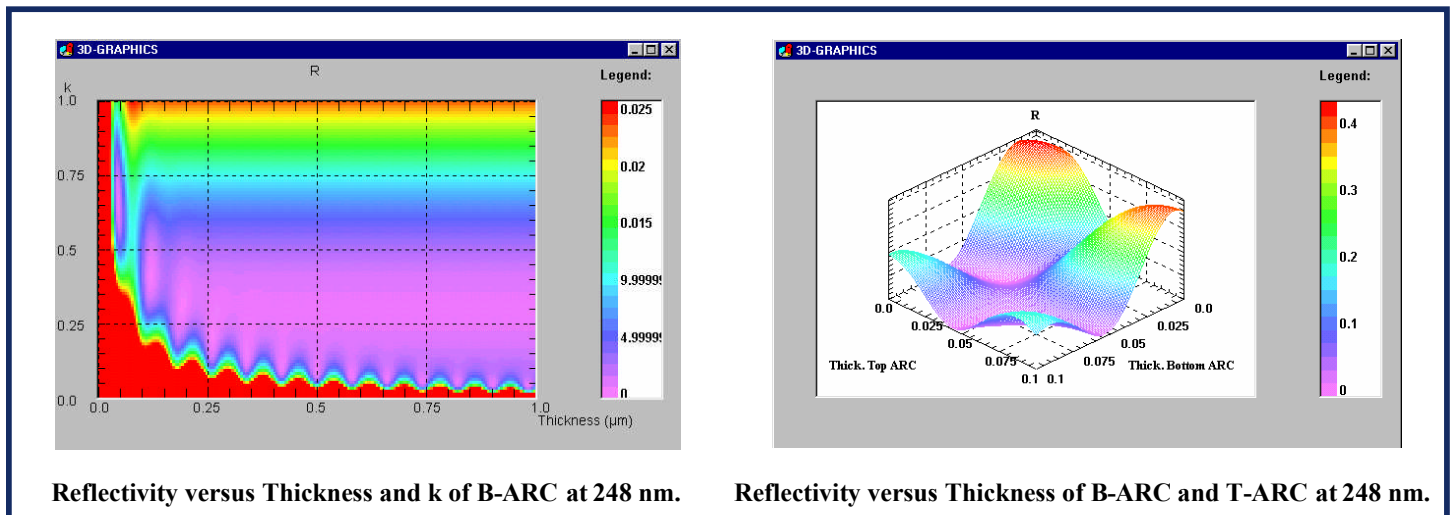 3D-GRAPHICS
R
Legend:
k
1.0
0.75
0.5
0.25
0.0
0.0
0.25
0.5
0.75
1.0
Thickness (µm)
0.025
0.02
0.015
9.99999
4.99999
0
Reflectivity versus Thickness and k of B-ARC at 248 nm.
3D-GRAPHICS
Legend:
R
0.0
0.025
0.05
0.075
0.1
Thick. Top ARC
0.0
0.025
0.05
0.075
0.1
Thick. Bottom ARC
0.4
0.3
0.2
0.1
0
Reflectivity versus Thickness of B-ARC and T-ARC at 248 nm.